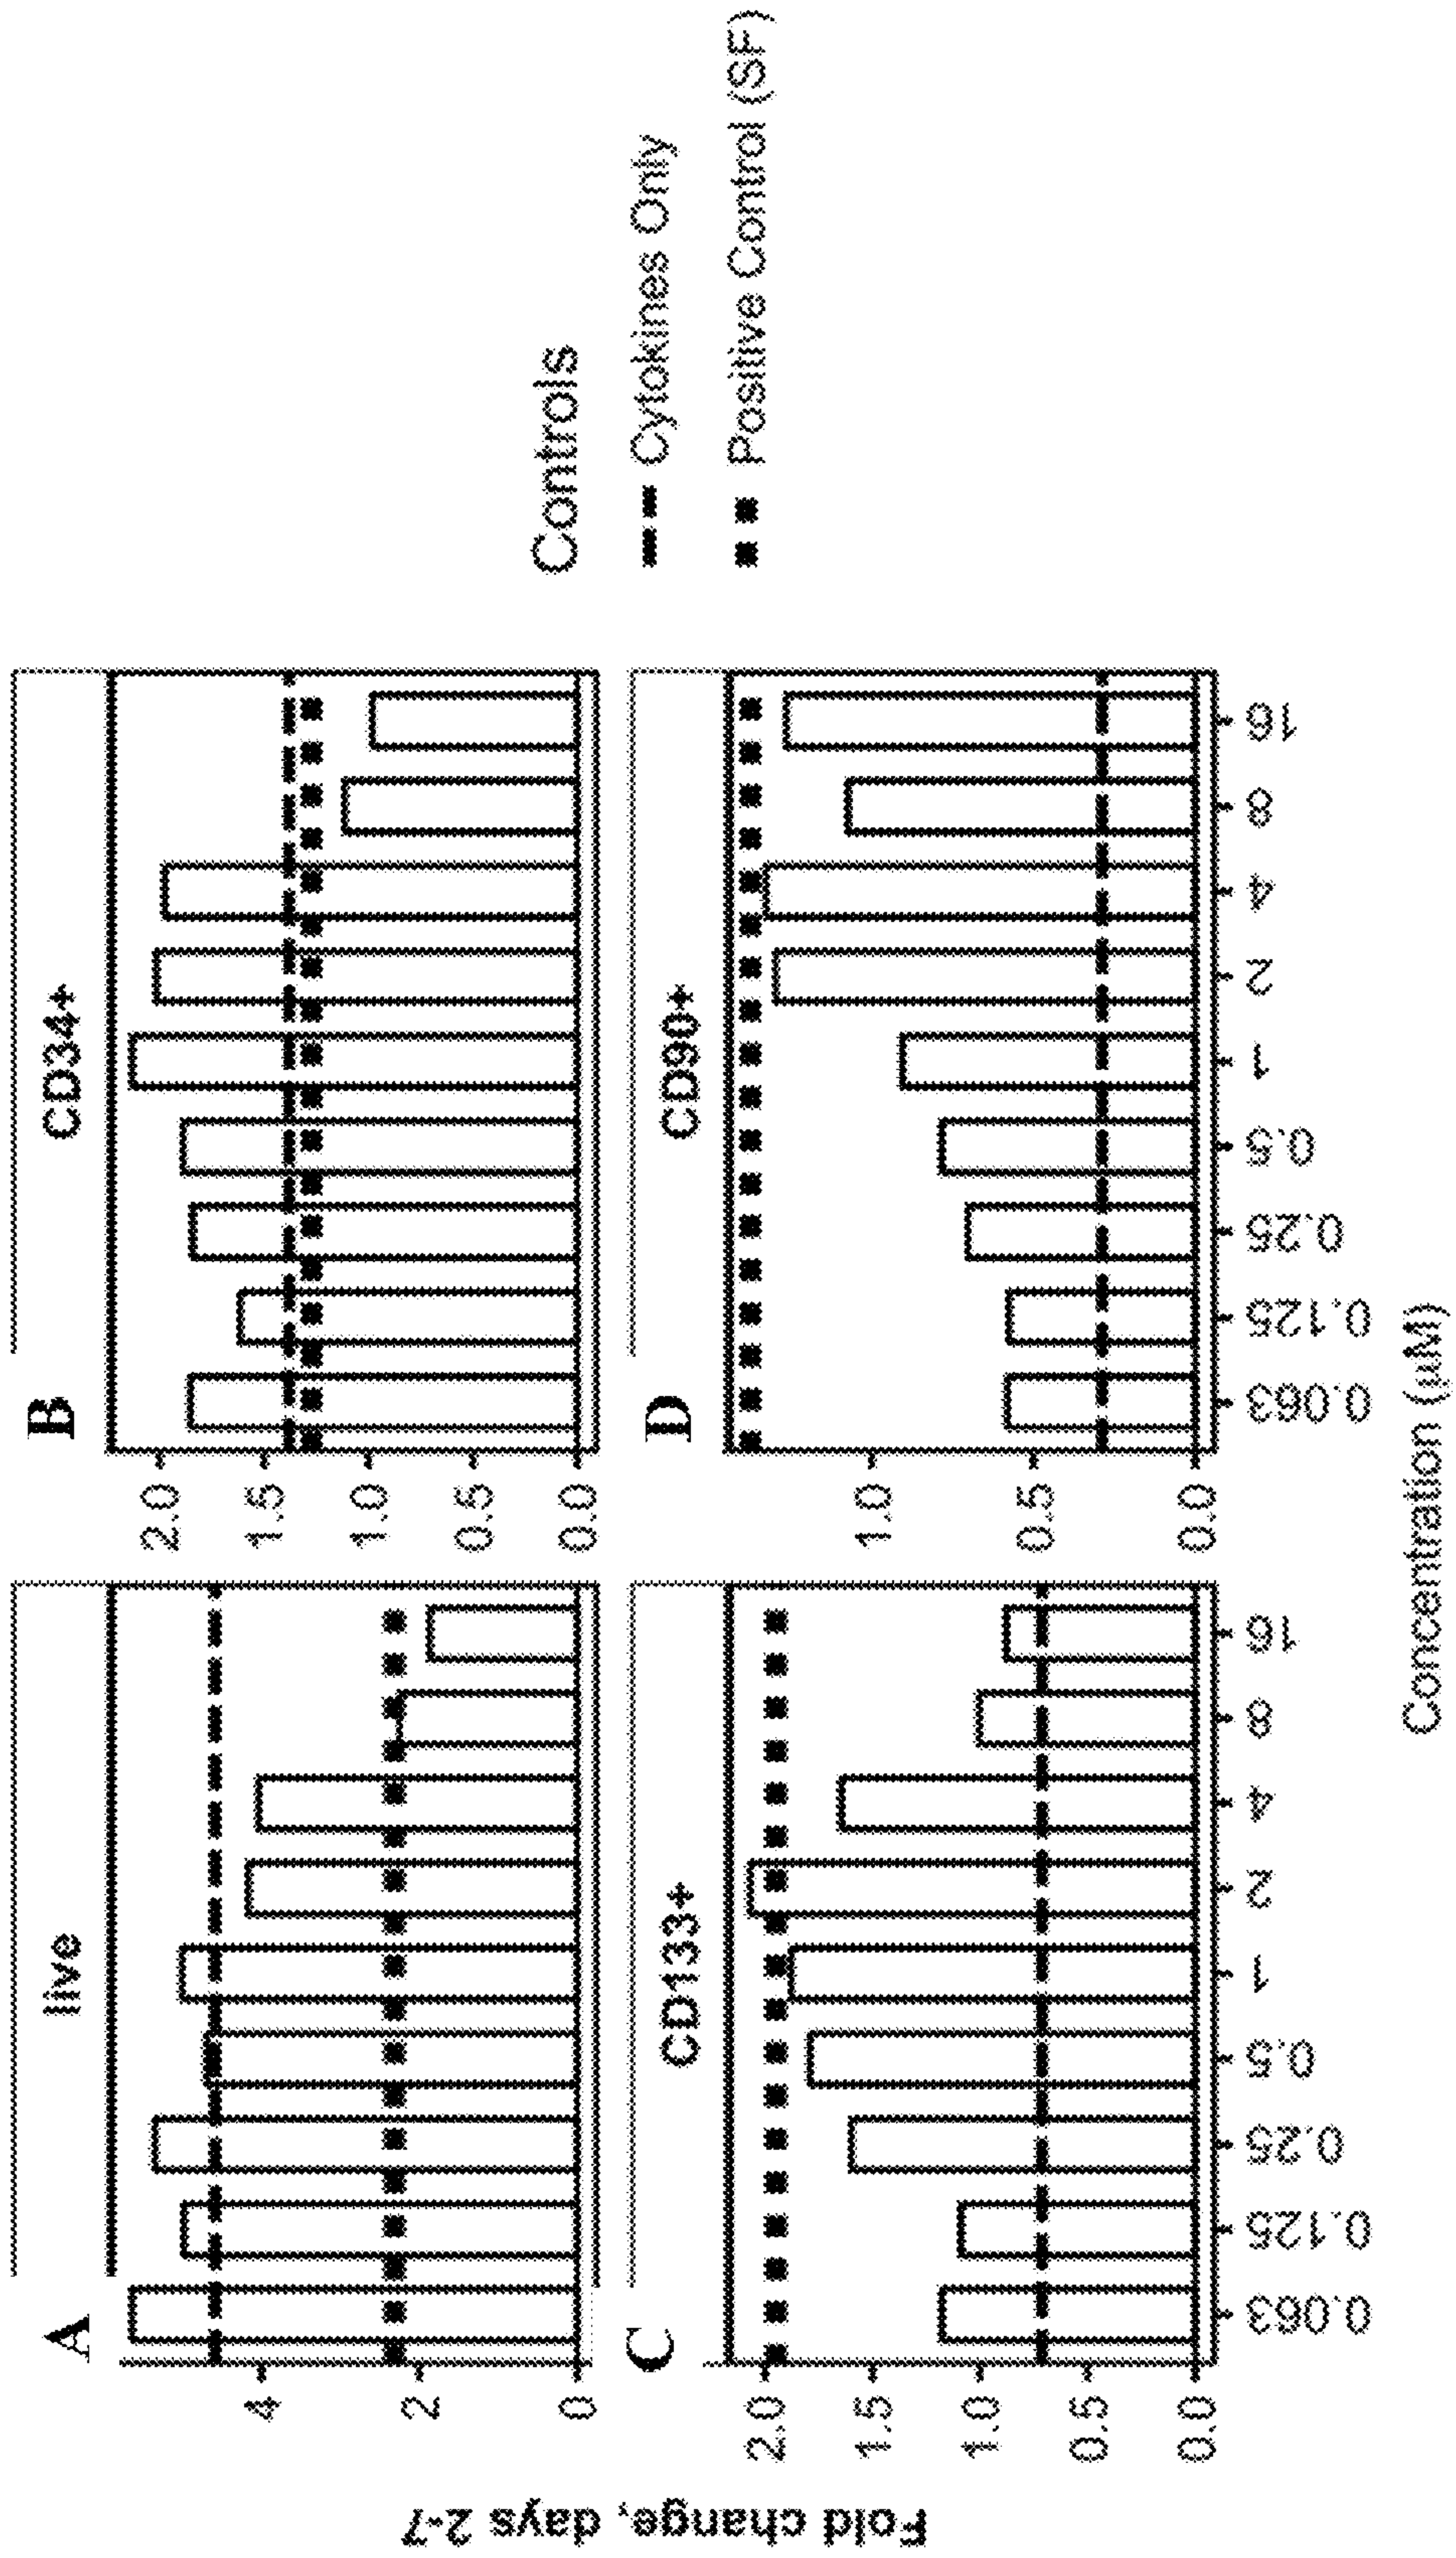 A
live
B
CD34+
4
2
0
2.0
1.5
1.0
0.5
0.0
C
CD133+
D
CD90+
2.0
1.5
1.0
0.5
0.0
1.0
0.5
0.0
0.063
0.125
0.25
0.5
1
2
4
8
16
0.063
0.125
0.25
0.5
1
2
4
8
16
Fold change, days 2-7
Concentration (µM)
Controls
Cytokines Only
Positive Control (SF)